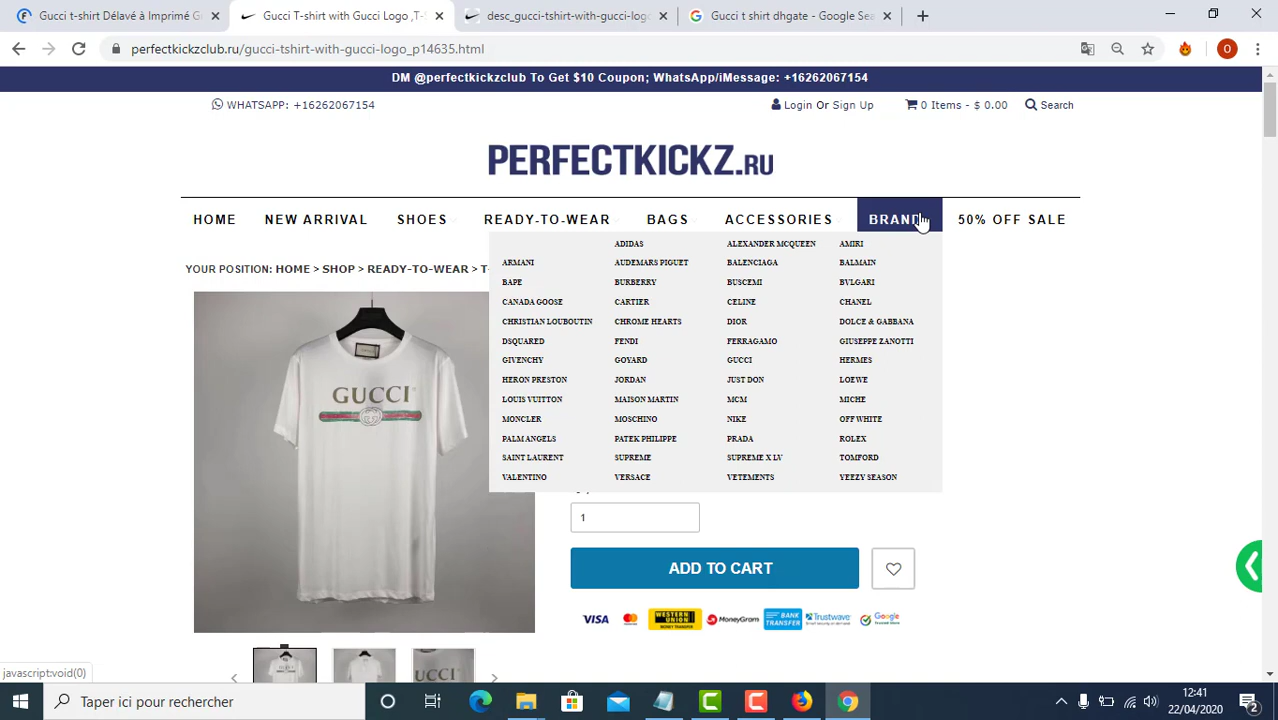 Gucci t-shirt Délavé à Imprimé G
Gucci T-shirt with Gucci Logo ,T-S
desc_gucci-tshirt-with-gucci-logo
Gucci t shirt dhgate - Google Sea
perfectkickzclub.ru/gucci-tshirt-with-gucci-logo_p14635.html
O
DM @perfectkickzclub To Get $10 Coupon; WhatsApp/iMessage: +16262067154
WHATSAPP: +16262067154
Login Or Sign Up
0 Items - $ 0.00
Search
PERFECTKICKZ.RU
HOME NEW ARRIVAL SHOES READY-TO-WEAR BAGS ACCESSORIES BRAND 50% OFF SALE
YOUR POSITION: HOME > SHOP > READY-TO-WEAR > T-
ADIDAS ALEXANDER MCQUEEN AMIRI
ARMANI AUDEMARS PIGUET BALENCIAGA BALMAIN
BAPE BURBERRY BUSCEMI BVLGARI
CANADA GOOSE CARTIER CELINE CHANEL
CHRISTIAN LOUBOUTIN CHROME HEARTS DIOR DOLCE & GABBANA
DSQUARED FENDI FERRAGAMO GIUSEPPE ZANOTTI
GIVENCHY GOYARD GUCCI HERMES
HERON PRESTON JORDAN JUST DON LOEWE
LOUIS VUITTON MAISON MARTIN MCM MICHE
MONCLER MOSCHINO NIKE OFF WHITE
PALM ANGELS PATEK PHILIPPE PRADA ROLEX
SAINT LAURENT SUPREME SUPREME X LV TOMFORD
VALENTINO VERSACE VETEMENTS YEEZY SEASON
GUCCI
1
ADD TO CART
VISA WESTERN UNION MONEY TRANSFER MoneyGram BANK TRANSFER Trustwave Google
GUCCI
javascript:void(0)
Taper ici pour rechercher
12:41
22/04/2020
2